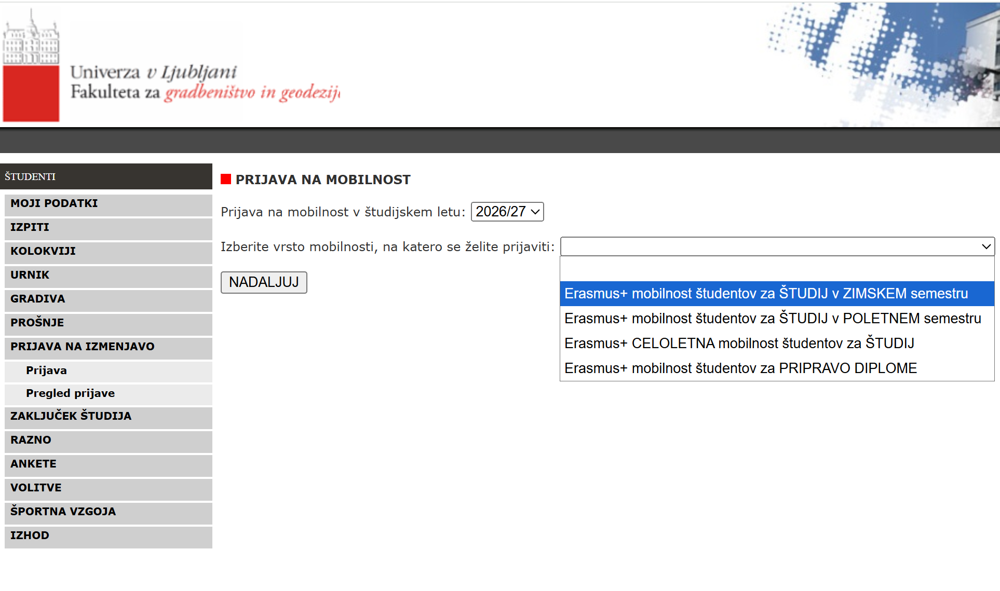 Univerza v Ljubljani
Fakulteta za gradbeništvo in geodezij
ŠTUDENTI
MOJI PODATKI
IZPITI
KOLOKVIJI
URNIK
GRADIVA
PROŠNJE
PRIJAVA NA IZMENJAVO
Prijava
Pregled prijave
ZAKLJUČEK ŠTUDIJA
RAZNO
ANKETE
VOLITVE
ŠPORTNA VZGOJA
IZHOD
PRIJAVA NA MOBILNOST
Prijava na mobilnost v študijskem letu: 2026/27
Izberite vrsto mobilnosti, na katero se želite prijaviti:
Erasmus+ mobilnost študentov za ŠTUDIJ v ZIMSKEM semestru
Erasmus+ mobilnost študentov za ŠTUDIJ v POLETNEM semestru
Erasmus+ CELOLETNA mobilnost študentov za ŠTUDIJ
Erasmus+ mobilnost študentov za PRIPRAVO DIPLOME
NADALJUJ